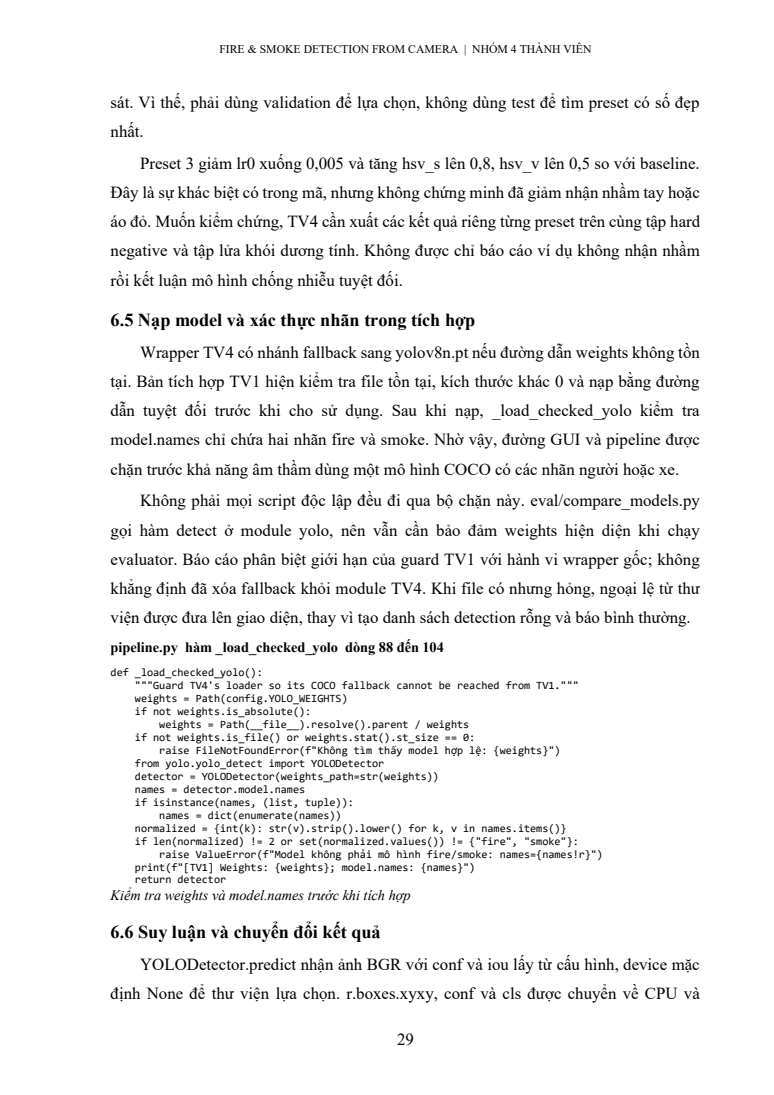 FIRE & SMOKE DETECTION FROM CAMERA | NHÓM 4 THÀNH VIÊN
sát. Vì thế, phải dùng validation để lựa chọn, không dùng test để tìm preset có số đẹp
nhất.
Preset 3 giảm lr0 xuống 0,005 và tăng hsv_s lên 0,8, hsv_v lên 0,5 so với baseline.
Đây là sự khác biệt có trong mã, nhưng không chứng minh đã giảm nhận nhầm tay hoặc
áo đỏ. Muốn kiểm chứng, TV4 cần xuất các kết quả riêng từng preset trên cùng tập hard
negative và tập lửa khói dương tính. Không được chỉ báo cáo ví dụ không nhận nhầm
rồi kết luận mô hình chống nhiễu tuyệt đối.
6.5 Nạp model và xác thực nhãn trong tích hợp
Wrapper TV4 có nhánh fallback sang yolov8n.pt nếu đường dẫn weights không tồn
tại. Bản tích hợp TV1 hiện kiểm tra file tồn tại, kích thước khác 0 và nạp bằng đường
dẫn tuyệt đối trước khi cho sử dụng. Sau khi nạp, _load_checked_yolo kiểm tra
model.names chỉ chứa hai nhãn fire và smoke. Nhờ vậy, đường GUI và pipeline được
chặn trước khả năng âm thầm dùng một mô hình COCO có các nhãn người hoặc xe.
Không phải mọi script độc lập đều đi qua bộ chặn này. eval/compare_models.py
gọi hàm detect ở module yolo, nên vẫn cần bảo đảm weights hiện diện khi chạy
evaluator. Báo cáo phân biệt giới hạn của guard TV1 với hành vi wrapper gốc; không
khẳng định đã xóa fallback khỏi module TV4. Khi file có nhưng hỏng, ngoại lệ từ thư
viện được đưa lên giao diện, thay vì tạo danh sách detection rỗng và báo bình thường.
pipeline.py hàm _load_checked_yolo dòng 88 đến 104
def _load_checked_yolo():
    """Guard TV4's loader so its COCO fallback cannot be reached from TV1."""
    weights = Path(config.YOLO_WEIGHTS)
    if not weights.is_absolute():
        weights = Path(__file__).resolve().parent / weights
    if not weights.is_file() or weights.stat().st_size == 0:
        raise FileNotFoundError(f"Không tìm thấy model hợp lệ: {weights}")
    from yolo.yolo_detect import YOLODetector
    detector = YOLODetector(weights_path=str(weights))
    names = detector.model.names
    if isinstance(names, (list, tuple)):
        names = dict(enumerate(names))
    normalized = {int(k): str(v).strip().lower() for k, v in names.items()}
    if len(normalized) != 2 or set(normalized.values()) != {"fire", "smoke"}:
        raise ValueError(f"Model không phải mô hình fire/smoke: names={names!r}")
    print(f"[TV1] Weights: {weights}; model.names: {names}")
    return detector
Kiểm tra weights và model.names trước khi tích hợp
6.6 Suy luận và chuyển đổi kết quả
YOLODetector.predict nhận ảnh BGR với conf và iou lấy từ cấu hình, device mặc
định None để thư viện lựa chọn. r.boxes.xyxy, conf và cls được chuyển về CPU và
29